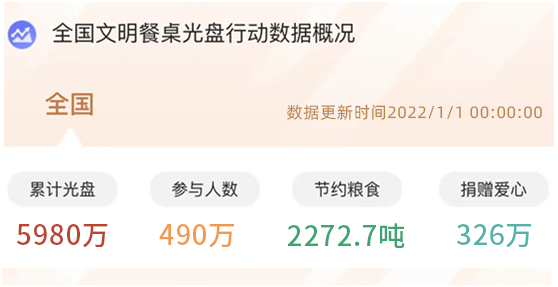 全国文明餐桌光盘行动数据概况
全国
数据更新时间2022/1/1 00:00:00
累计光盘 参与人数 节约粮食 捐赠爱心
5980万 490万 2272.7吨 326万